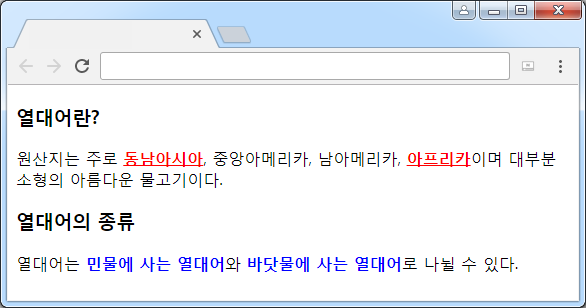 열대어란?
원산지는 주로 동남아시아, 중앙아메리카, 남아메리카, 아프리카이며 대부분
소형의 아름다운 물고기이다.
열대어의 종류
열대어는 민물에 사는 열대어와 바닷물에 사는 열대어로 나뉠 수 있다.